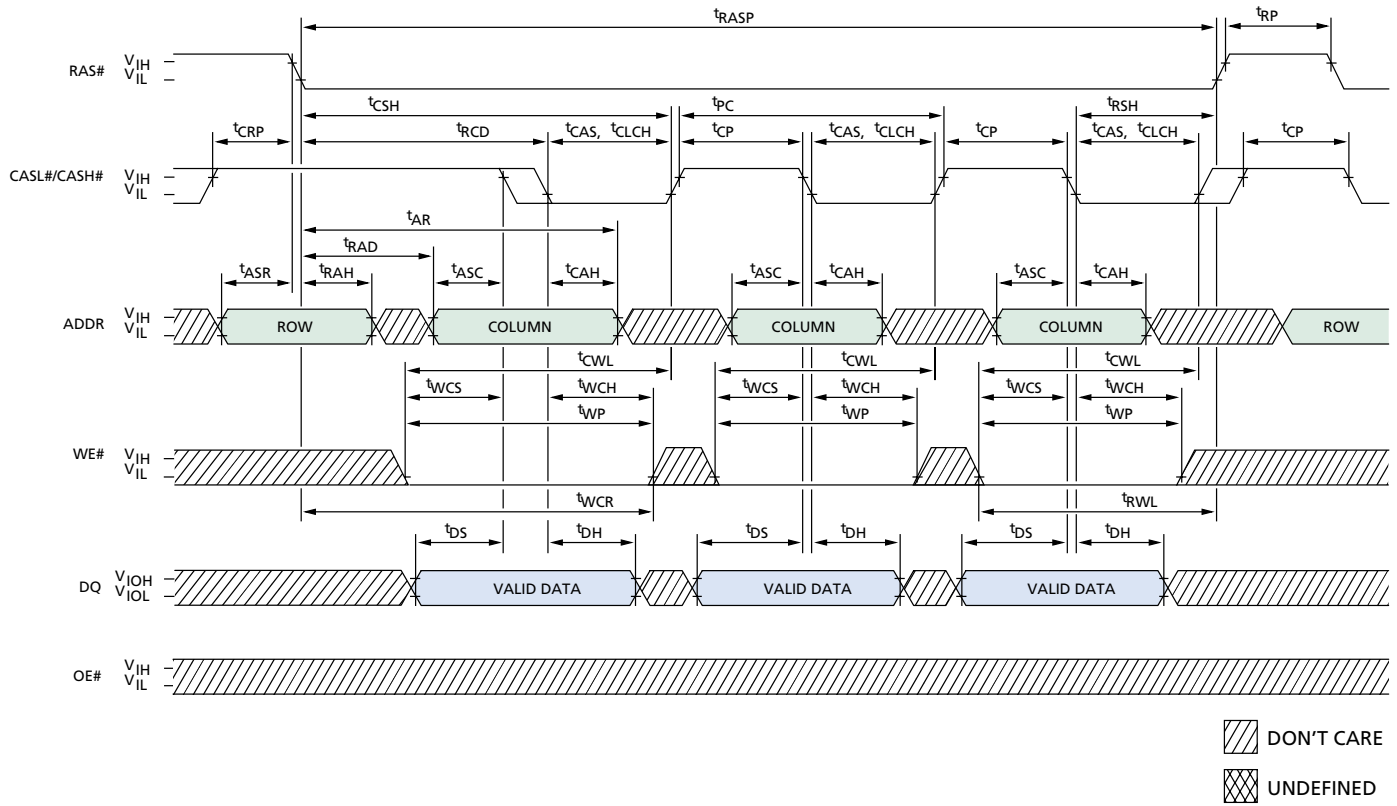 tRASP tRP
RAS# VIH
VIL
tCSH tPC tRSH
tCRP tRCD tCAS, tCLCH tCP tCAS, tCLCH tCP tCAS, tCLCH tCP
CASL#/CASH# VIH
VIL
tAR
tRAD
tASR tRAH tASC tCAH tASC tCAH tASC tCAH
ADDR VIH
VIL
ROW COLUMN COLUMN COLUMN ROW
tCWL tCWL tCWL
tWCS tWCH tWCS tWCH tWCS tWCH
tWP tWP tWP
WE# VIH
VIL
tWCR tRWL
tDS tDH tDS tDH tDS tDH
DQ VIOH
VIOL
VALID DATA VALID DATA VALID DATA
OE# VIH
VIL
DON'T CARE
UNDEFINED